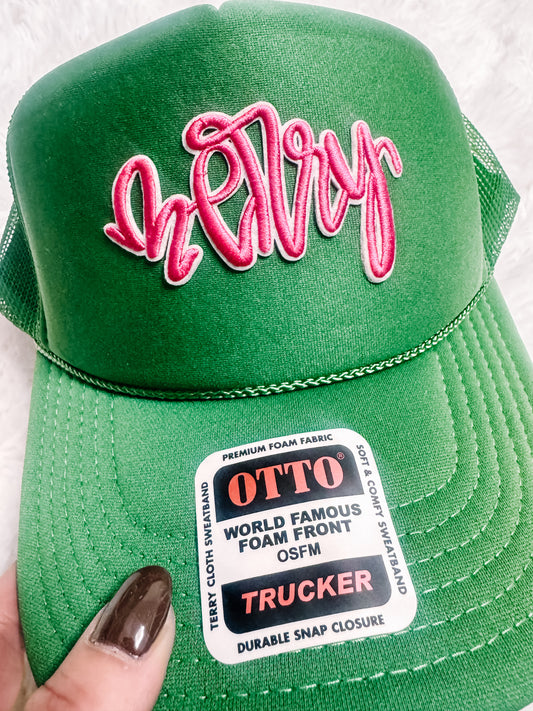 merry
PREMIUM FOAM FABRIC
TERRY CLOTH SWEATBAND
OTTO®
WORLD FAMOUS
FOAM FRONT
OSFM
TRUCKER
SOFT & COMFY SWEATBAND
DURABLE SNAP CLOSURE